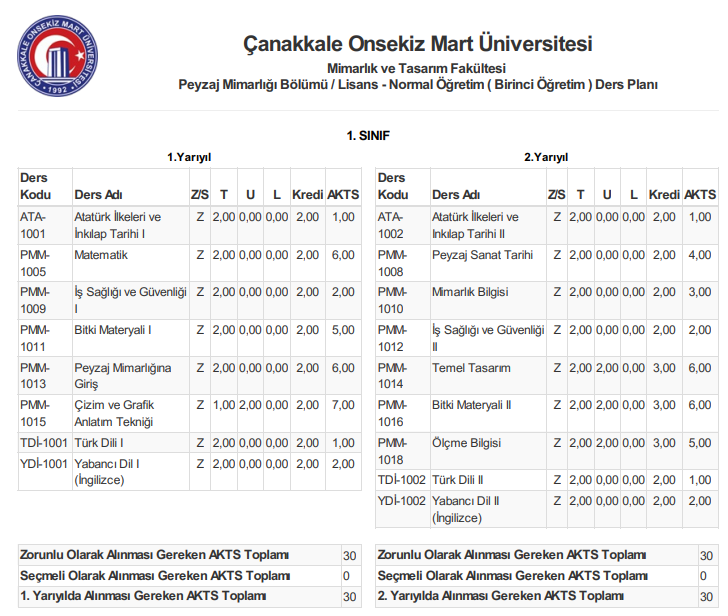 ÇANAKKALE ONSEKİZ MART ÜNİVERSİTESİ
• 1992 •
Çanakkale Onsekiz Mart Üniversitesi
Mimarlık ve Tasarım Fakültesi
Peyzaj Mimarlığı Bölümü / Lisans - Normal Öğretim ( Birinci Öğretim ) Ders Planı
1. SINIF
1.Yarıyıl
Ders
Kodu Ders Adı Z/S T U L Kredi AKTS
ATA- Atatürk İlkeleri ve Z 2,00 0,00 0,00 2,00 1,00
1001 İnkılap Tarihi I
PMM- Matematik Z 2,00 0,00 0,00 2,00 6,00
1005
PMM- İş Sağlığı ve Güvenliği Z 2,00 0,00 0,00 2,00 2,00
1009 I
PMM- Bitki Materyali I Z 2,00 0,00 0,00 2,00 5,00
1011
PMM- Peyzaj Mimarlığına Z 2,00 0,00 0,00 2,00 6,00
1013 Giriş
PMM- Çizim ve Grafik Z 1,00 2,00 0,00 2,00 7,00
1015 Anlatım Tekniği
TDİ-1001 Türk Dili I Z 2,00 0,00 0,00 2,00 1,00
YDİ-1001 Yabancı Dil I Z 2,00 0,00 0,00 2,00 2,00
(İngilizce)
Zorunlu Olarak Alınması Gereken AKTS Toplamı 30
Seçmeli Olarak Alınması Gereken AKTS Toplamı 0
1. Yarıyılda Alınması Gereken AKTS Toplamı 30
2.Yarıyıl
Ders
Kodu Ders Adı Z/S T U L Kredi AKTS
ATA- Atatürk İlkeleri ve Z 2,00 0,00 0,00 2,00 1,00
1002 İnkılap Tarihi II
PMM- Peyzaj Sanat Tarihi Z 2,00 0,00 0,00 2,00 4,00
1008
PMM- Mimarlık Bilgisi Z 2,00 0,00 0,00 2,00 3,00
1010
PMM- İş Sağlığı ve Güvenliği Z 2,00 0,00 0,00 2,00 2,00
1012 II
PMM- Temel Tasarım Z 2,00 2,00 0,00 3,00 6,00
1014
PMM- Bitki Materyali II Z 2,00 2,00 0,00 3,00 6,00
1016
PMM- Ölçme Bilgisi Z 2,00 2,00 0,00 3,00 5,00
1018
TDİ-1002 Türk Dili II Z 2,00 0,00 0,00 2,00 1,00
YDİ-1002 Yabancı Dil II Z 2,00 0,00 0,00 2,00 2,00
(İngilizce)
Zorunlu Olarak Alınması Gereken AKTS Toplamı 30
Seçmeli Olarak Alınması Gereken AKTS Toplamı 0
2. Yarıyılda Alınması Gereken AKTS Toplamı 30